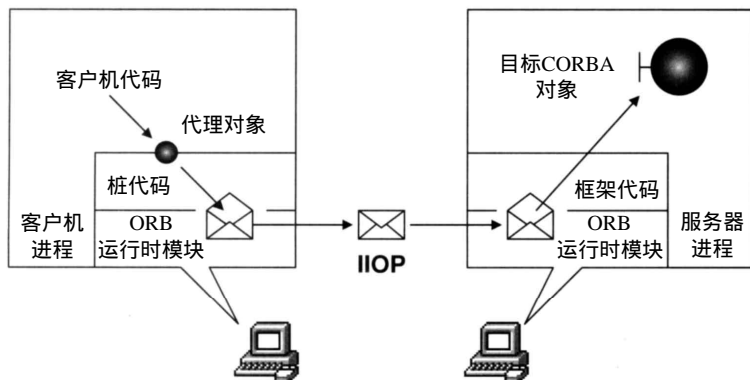 客户机代码
代理对象
桩代码
客户机
进程
ORB
运行时模块
IIOP
目标CORBA
对象
框架代码
ORB
运行时模块
服务器
进程